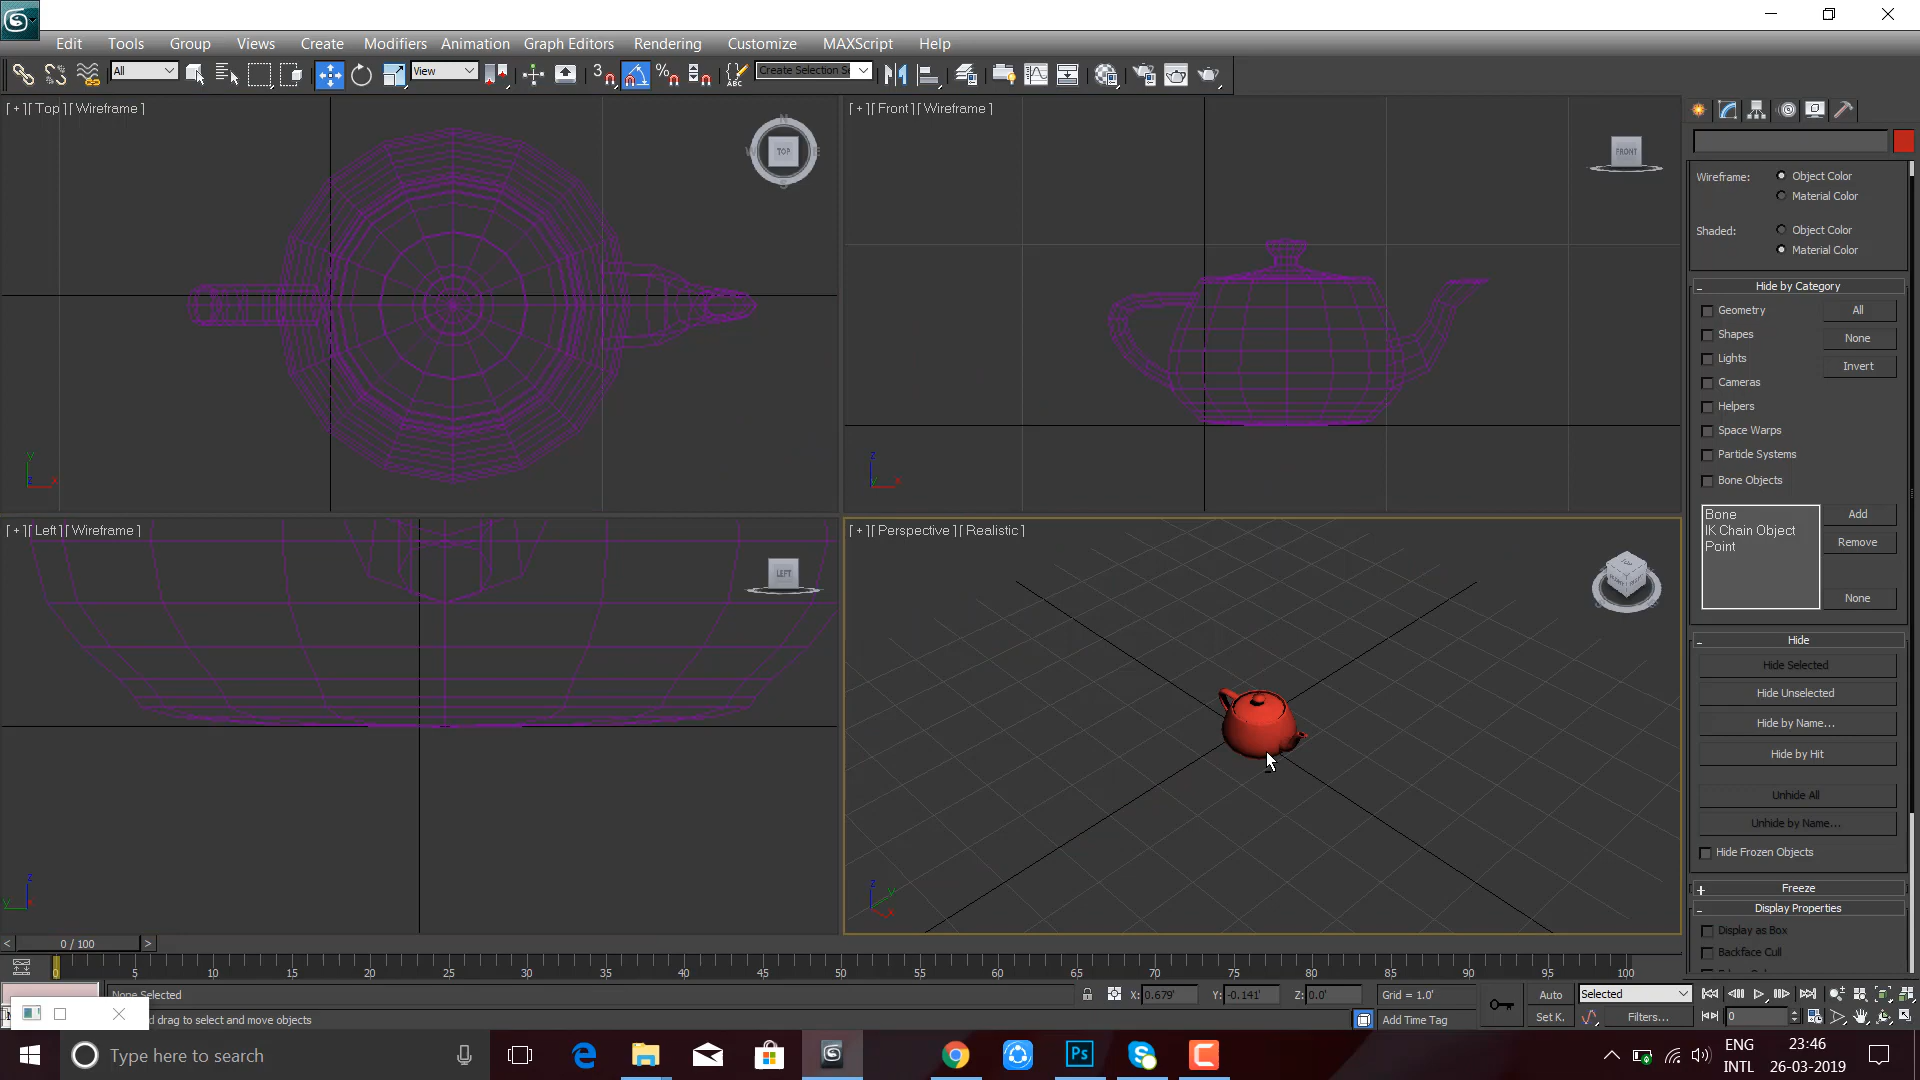 Edit Tools Group Views Create Modifiers Animation Graph Editors Rendering Customize MAXScript Help
All View 3 % ABC Create Selection Se
[ + ][ Top ][ Wireframe ]
TOP
[ + ][ Front ][ Wireframe ]
FRONT
[ + ][ Left ][ Wireframe ]
LEFT
[ + ][ Perspective ][ Realistic ]
Wireframe: Object Color
Material Color
Shaded: Object Color
Material Color
- Hide by Category
Geometry All
Shapes None
Lights Invert
Cameras
Helpers
Space Warps
Particle Systems
Bone Objects
Bone Add
IK Chain Object Remove
Point
None
- Hide
Hide Selected
Hide Unselected
Hide by Name...
Hide by Hit
Unhide All
Unhide by Name...
Hide Frozen Objects
+ Freeze
- Display Properties
Display as Box
Backface Cull
< 0 / 100 >
0 5 10 15 20 25 30 35 40 45 50 55 60 65 70 75 80 85 90 95 100
None Selected X: 0.679' Y: -0.141' Z: 0.0' Grid = 1.0' Auto Selected
drag to select and move objects Add Time Tag Set K. Filters... 0
Type here to search
Ps
ENG
INTL
23:46
26-03-2019